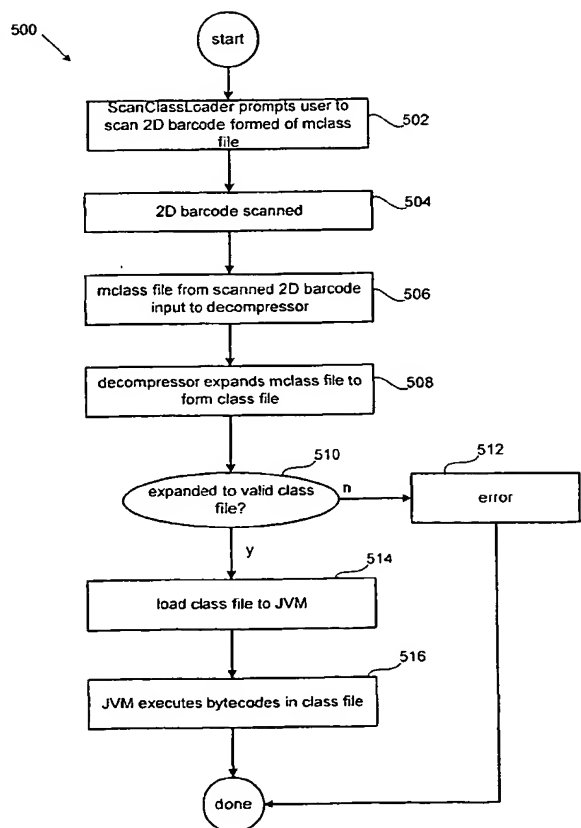 500
start
ScanClassLoader prompts user to
scan 2D barcode formed of mclass
file
502
2D barcode scanned
504
mclass file from scanned 2D barcode
input to decompressor
506
decompressor expands mclass file to
form class file
508
510
expanded to valid class
file?
n
512
error
y
514
load class file to JVM
516
JVM executes bytecodes in class file
done